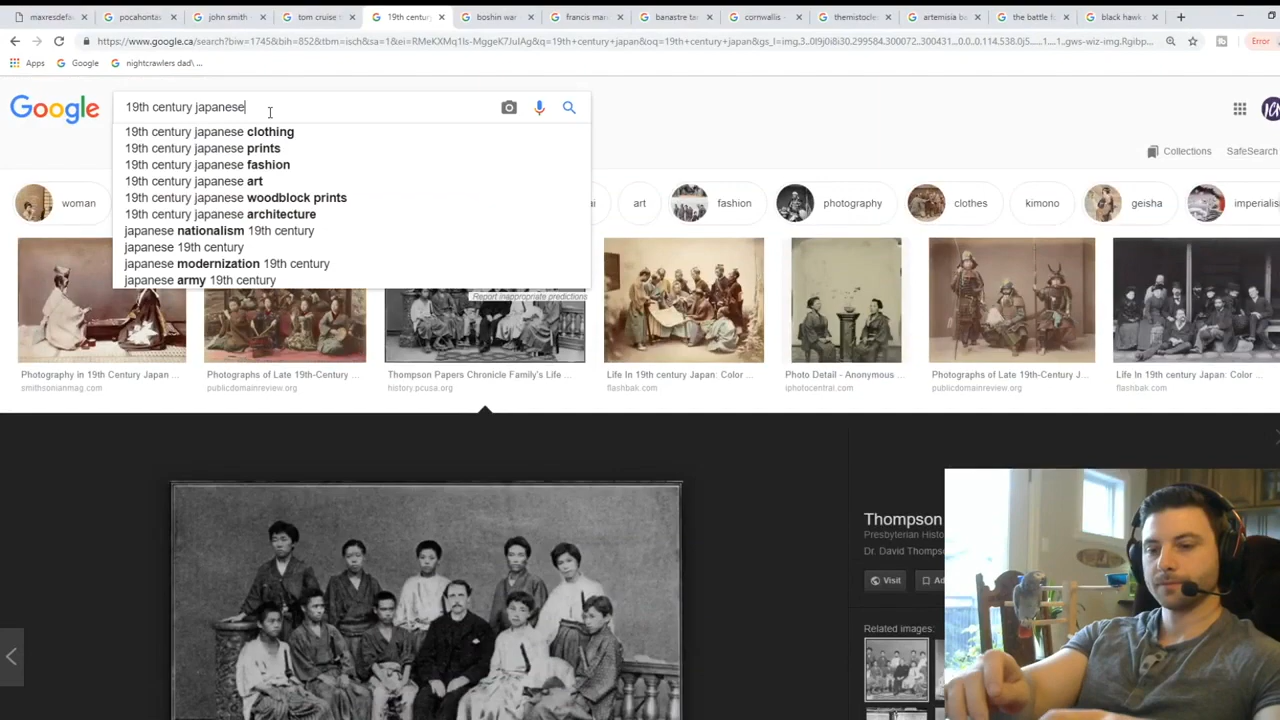 maxresdefa
pocahontas
john smith
tom cruise
19th century
boshin war
francis mar
banastre ta
cornwallis -
themistocles
artemisia
the battle f
black hawk
https://www.google.ca/search?biw=1745&bih=852&tbm=isch&sa=1&ei=RMeKXMq1Is-MggeK7JuIAg&q=19th+century+japan&oq=19th+century+japan&gs_l=img.3..0l9j0i8i30.299584.300072..300431...0.0..0.114.538.0j5......1....1..gws-wiz-img.Rgibp...
Error
Apps
Google
nightcrawlers dad\ ...
Google
19th century japanese
19th century japanese clothing
19th century japanese prints
19th century japanese fashion
19th century japanese art
19th century japanese woodblock prints
19th century japanese architecture
japanese nationalism 19th century
japanese 19th century
japanese modernization 19th century
japanese army 19th century
Report inappropriate predictions
Collections
SafeSearch
woman
art
fashion
photography
clothes
kimono
geisha
imperialis
Photography in 19th Century Japan ...
smithsonianmag.com
Photographs of Late 19th-Century ...
publicdomainreview.org
Thompson Papers Chronicle Family's Life ...
history.pcusa.org
Life In 19th century Japan: Color ...
flashbak.com
Photo Detail - Anonymous ...
iphotocentral.com
Photographs of Late 19th-Century J...
publicdomainreview.org
Life In 19th century Japan: Color ...
flashbak.com
Thompson
Presbyterian Histo
Dr. David Thomps
Visit
Ad
Related images: